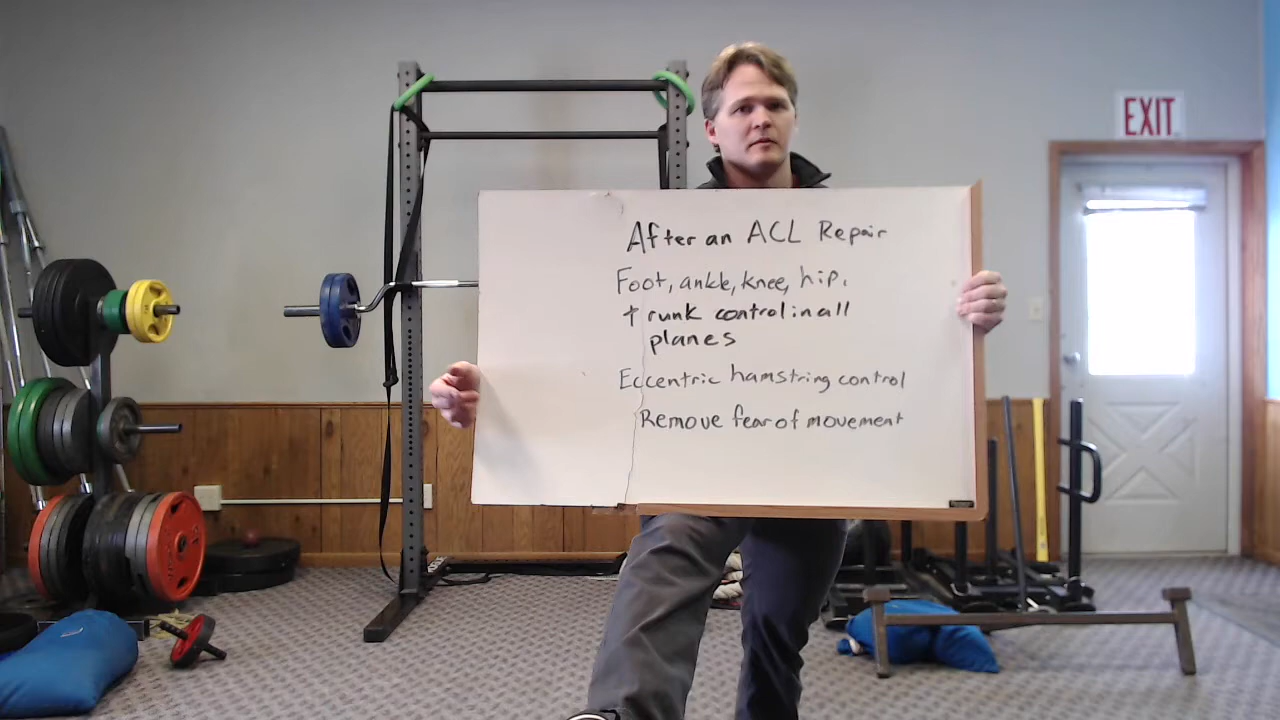 EXIT
After an ACL Repair
Foot, ankle, knee, hip,
trunk control in all
planes
Eccentric hamstring control
Remove fear of movement